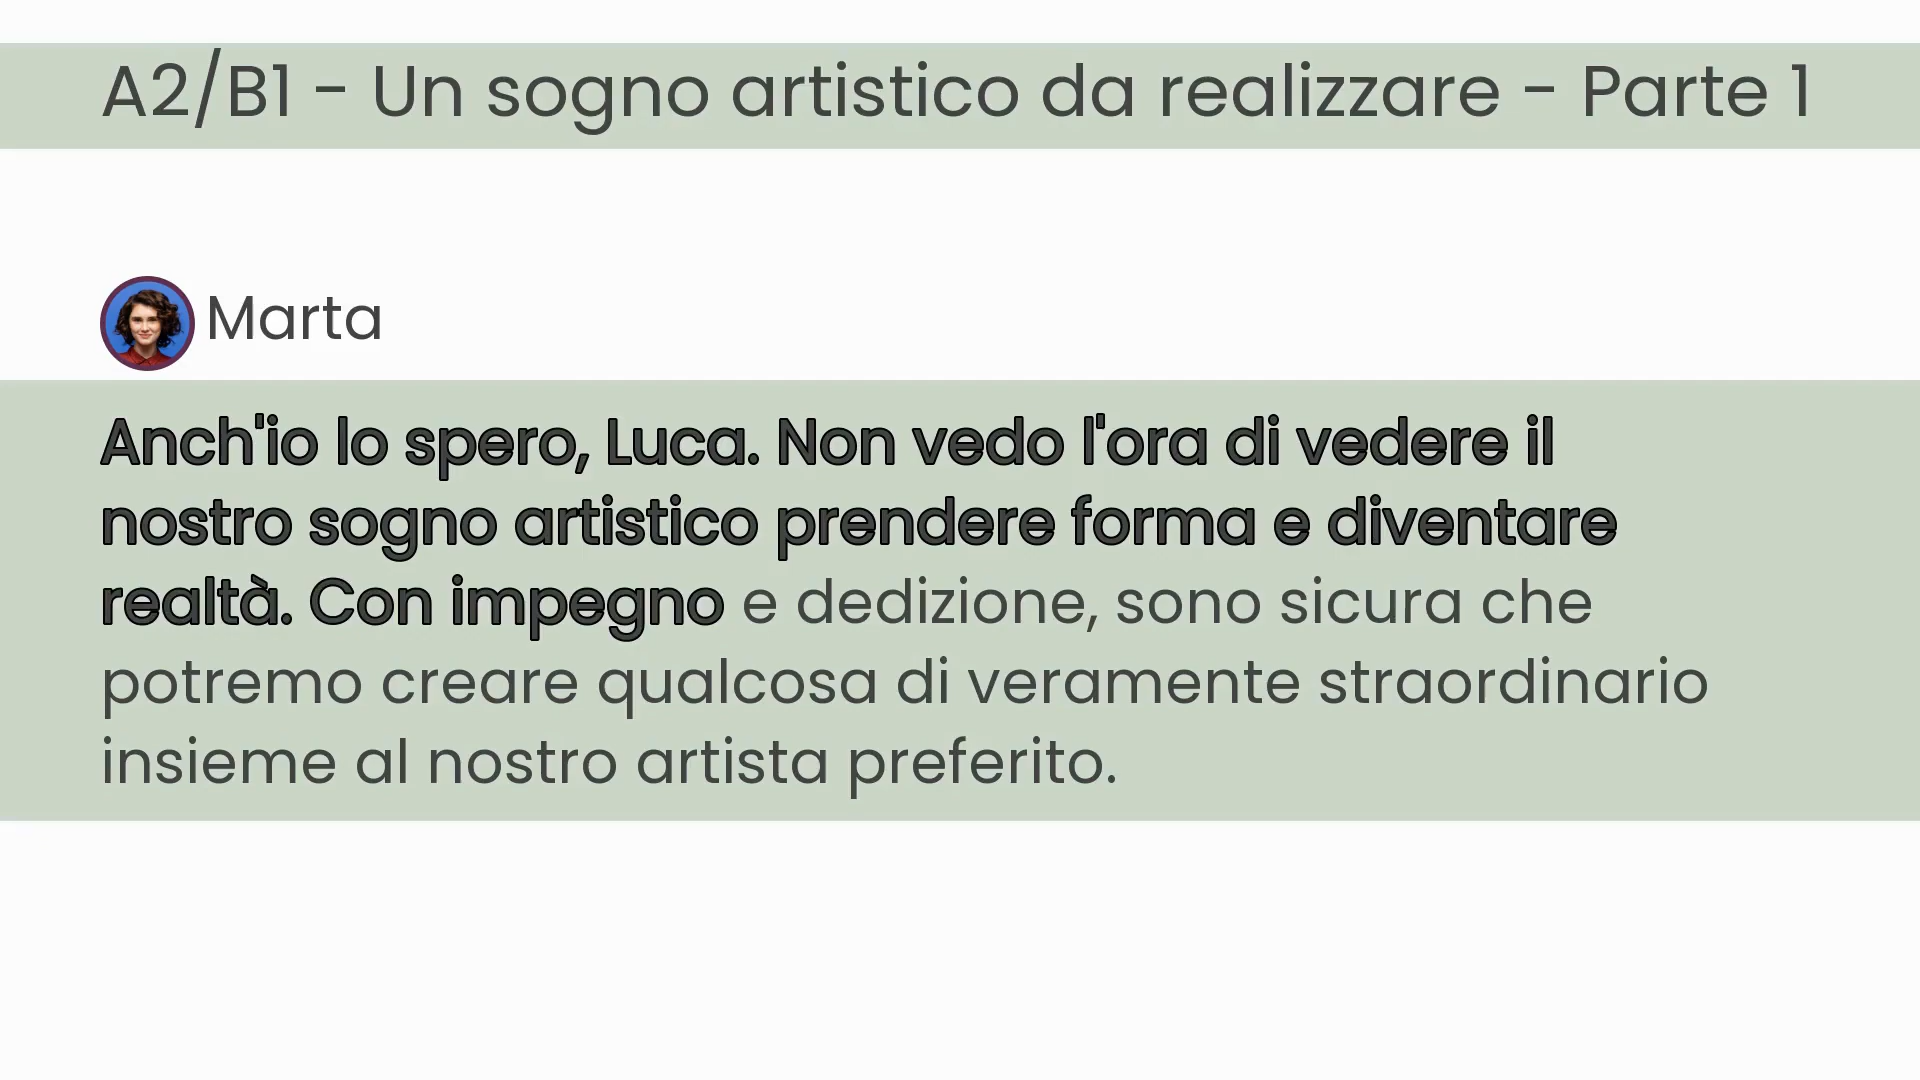 A2/B1 - Un sogno artistico da realizzare - Parte 1
Marta
Anch'io lo spero, Luca. Non vedo l'ora di vedere il
nostro sogno artistico prendere forma e diventare
realtà. Con impegno e dedizione, sono sicura che
potremo creare qualcosa di veramente straordinario
insieme al nostro artista preferito.